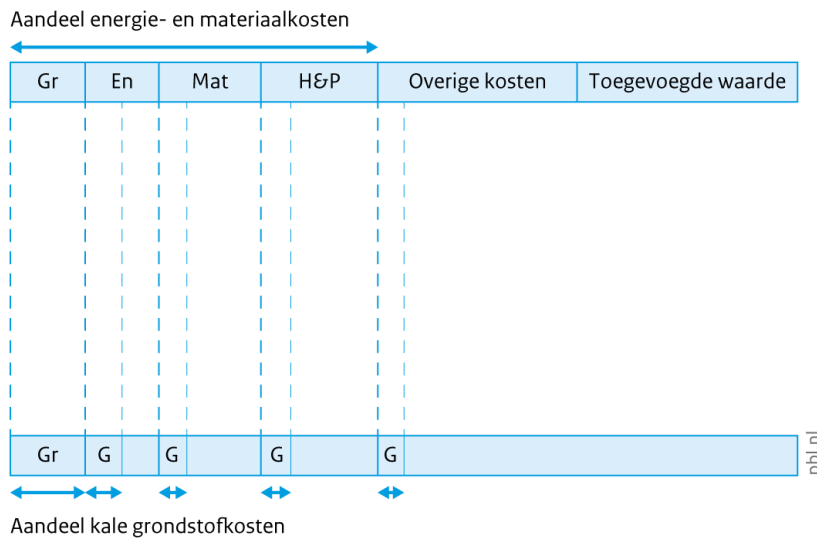 Aandeel energie- en materiaalkosten
Gr En Mat H&P Overige kosten Toegevoegde waarde
Gr G G G G
pbl.nl
Aandeel kale grondstofkosten